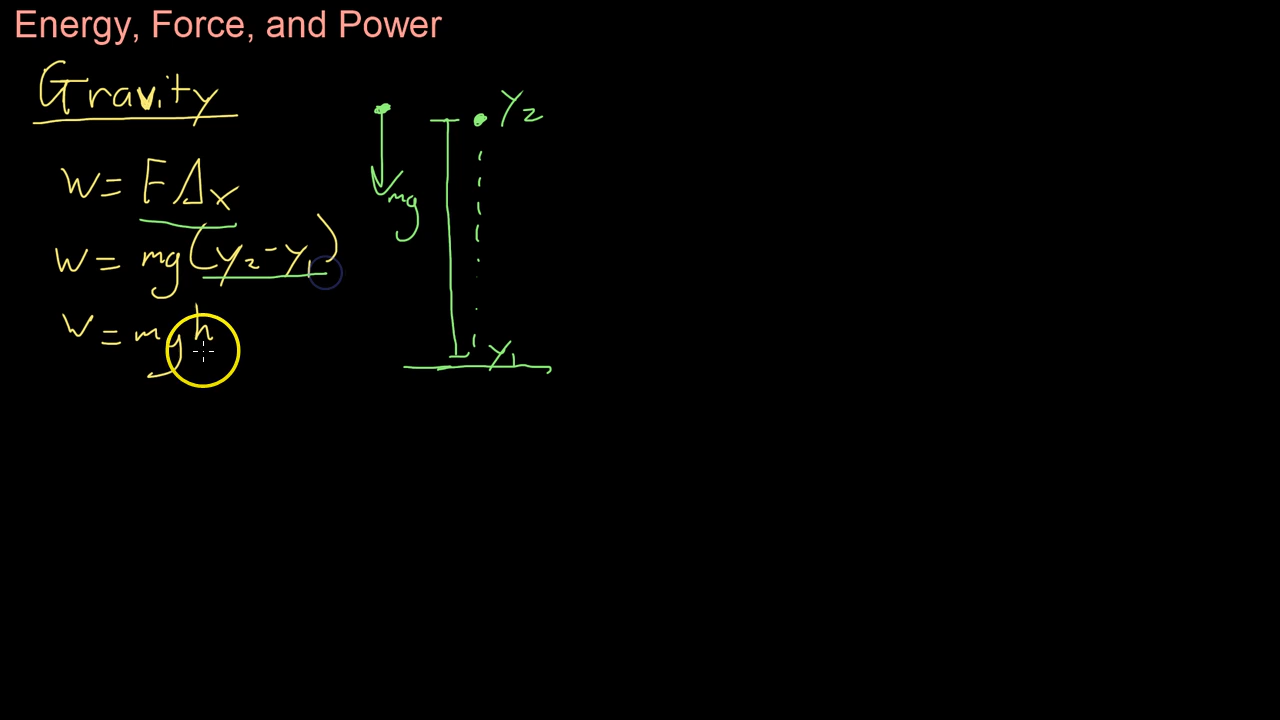 Energy, Force, and Power
Gravity
W = FΔx
W = mg(y₂-y₁)
W = mgh
mg
Y₂
Y₁